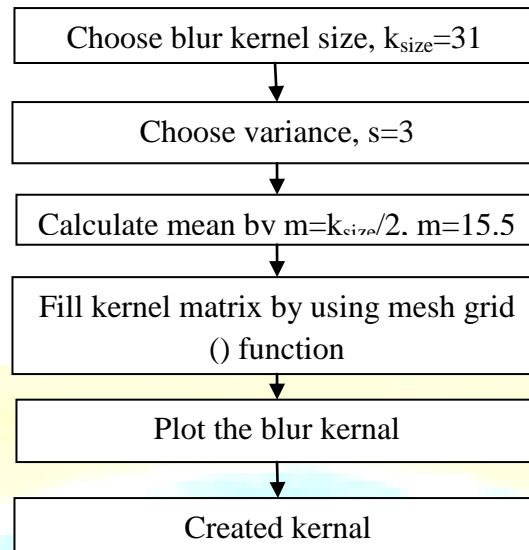 Choose blur kernel size, ksize=31
Choose variance, s=3
Calculate mean by m=ksize/2, m=15.5
Fill kernel matrix by using mesh grid
() function
Plot the blur kernal
Created kernal